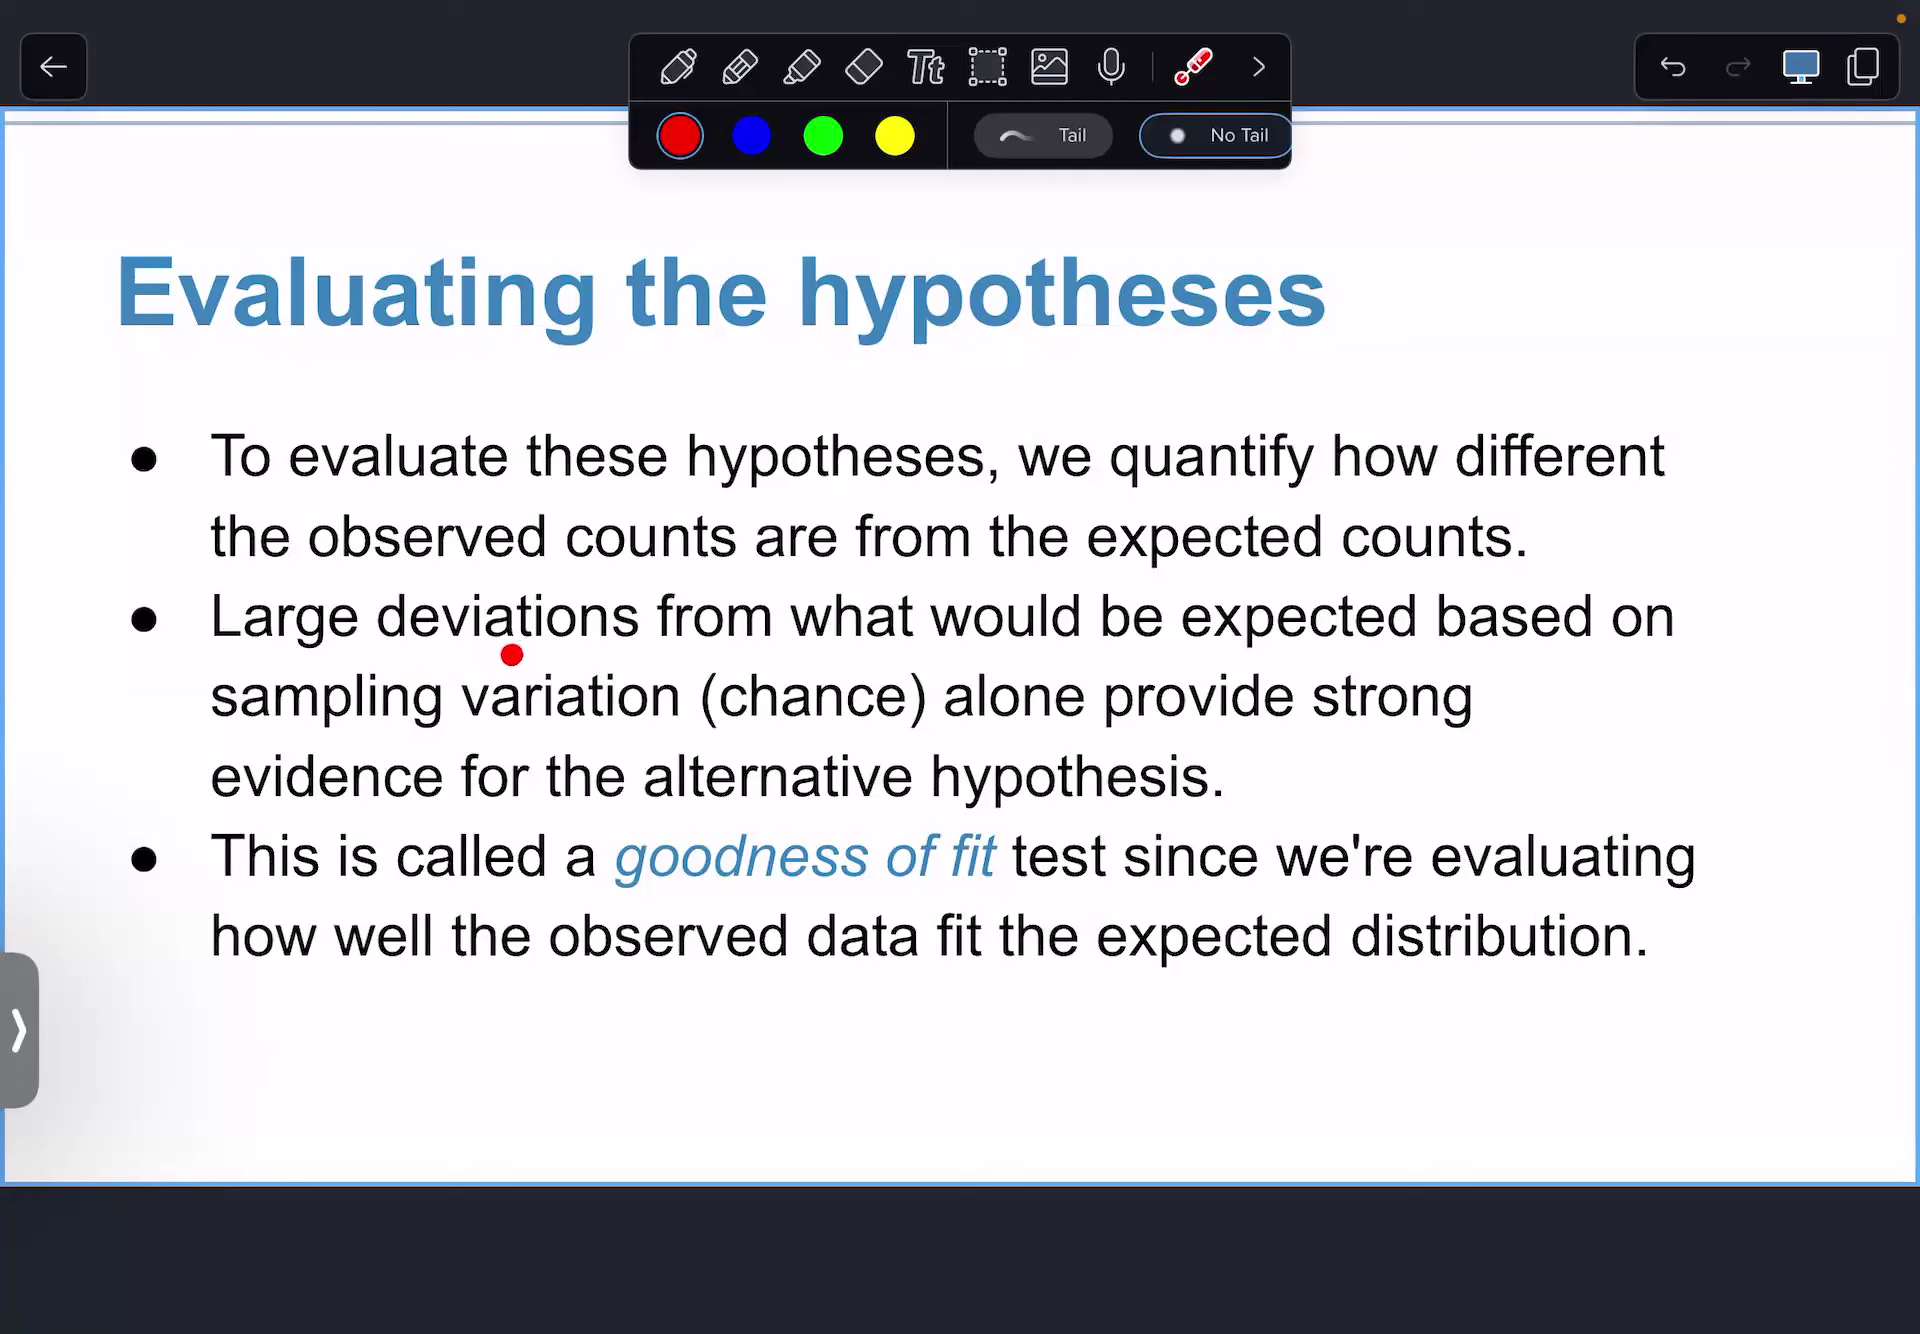 Tt
Tail
No Tail
Evaluating the hypotheses
● To evaluate these hypotheses, we quantify how different
the observed counts are from the expected counts.
● Large deviations from what would be expected based on
sampling variation (chance) alone provide strong
evidence for the alternative hypothesis.
● This is called a goodness of fit test since we're evaluating
how well the observed data fit the expected distribution.